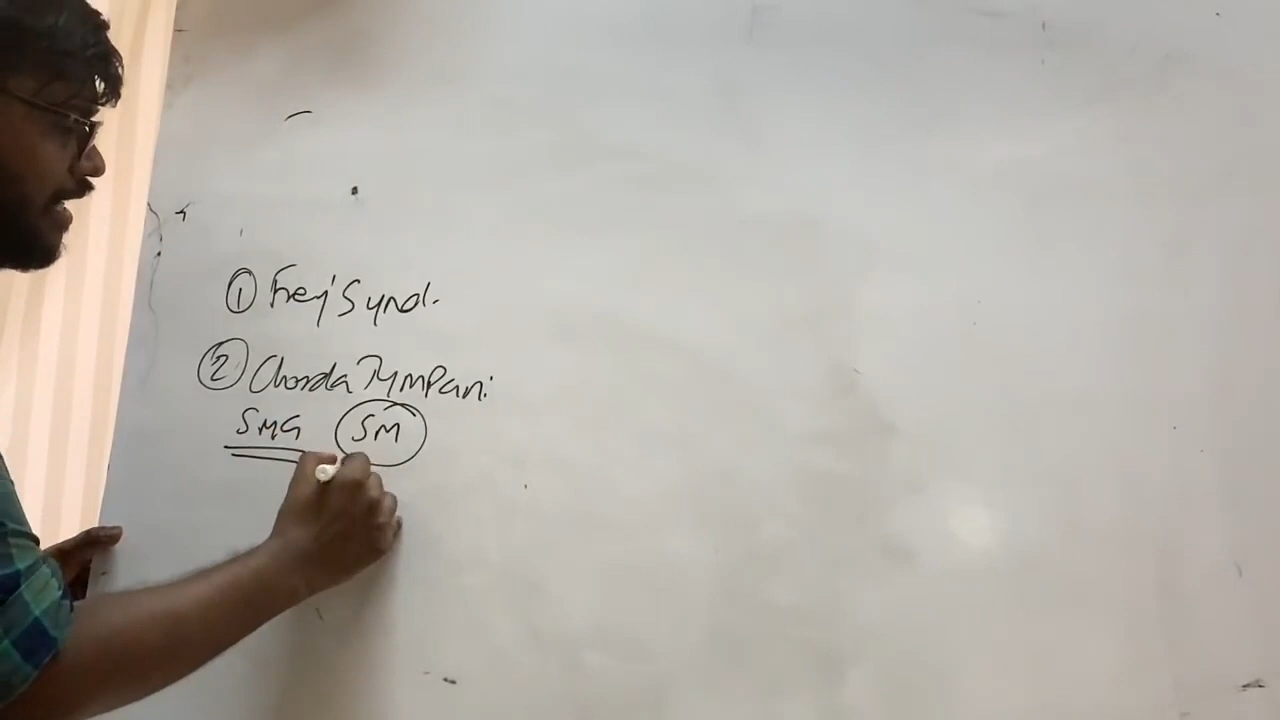 ① Frey's Synd.
② Chorda Tympani
SMG SM